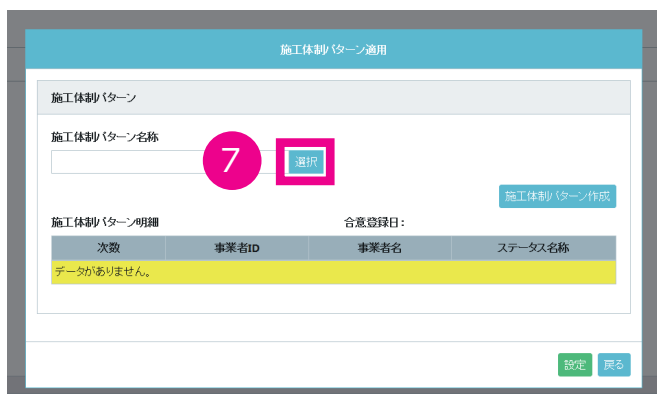 施工体制パターン適用
施工体制パターン
施工体制パターン名称
7
選択
施工体制パターン作成
施工体制パターン明細 合意登録日：
次数 事業者ID 事業者名 ステータス名称
データがありません。
設定 戻る